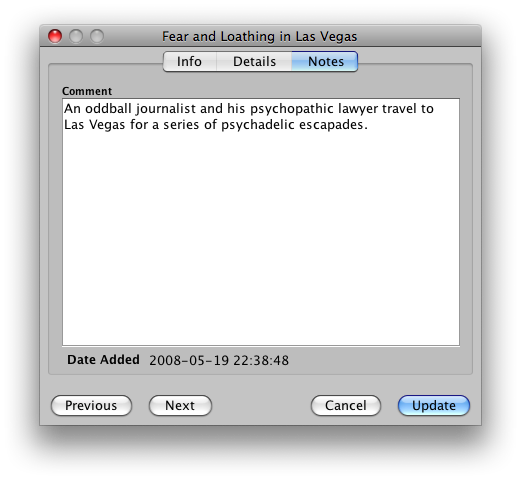 Fear and Loathing in Las Vegas
Info Details Notes
Comment
An oddball journalist and his psychopathic lawyer travel to
Las Vegas for a series of psychadelic escapades.
Date Added 2008-05-19 22:38:48
Previous Next Cancel Update